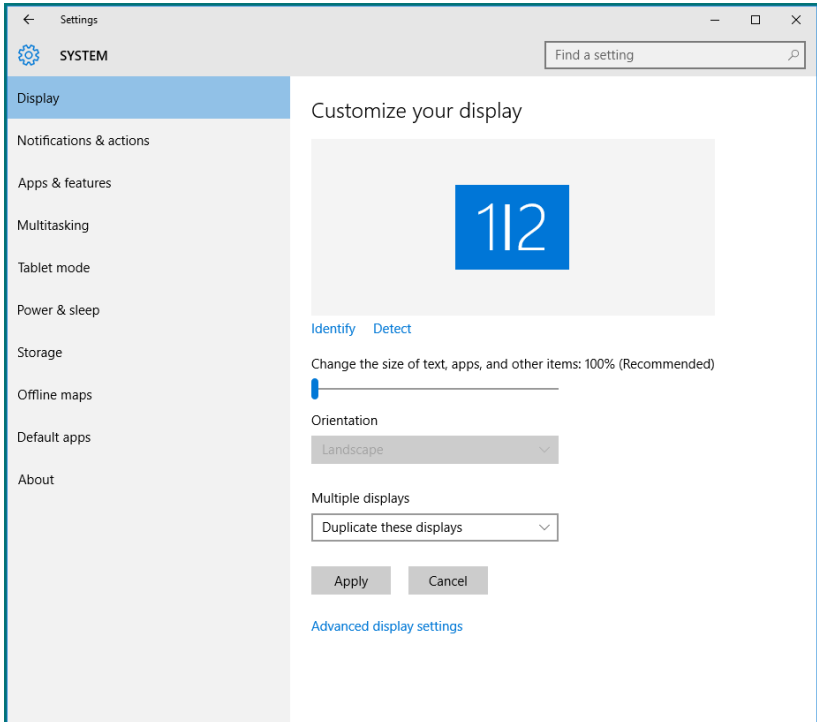 Settings
SYSTEM
Find a setting
Display
Notifications & actions
Apps & features
Multitasking
Tablet mode
Power & sleep
Storage
Offline maps
Default apps
About
Customize your display
1|2
Identify Detect
Change the size of text, apps, and other items: 100% (Recommended)
Orientation
Landscape
Multiple displays
Duplicate these displays
Apply Cancel
Advanced display settings